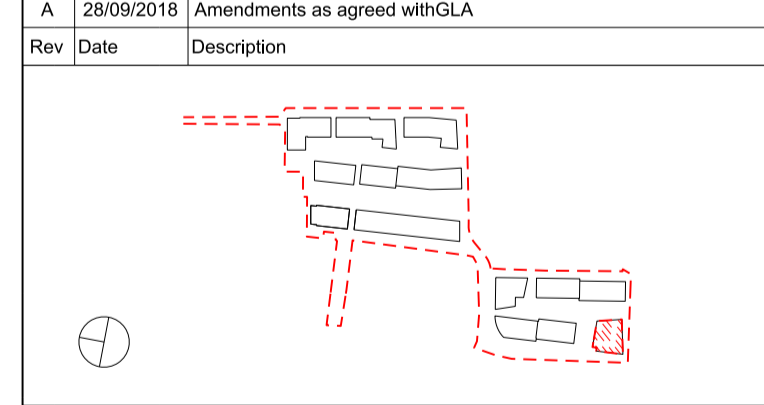 A 28/09/2018 Amendments as agreed withGLA
Rev Date Description